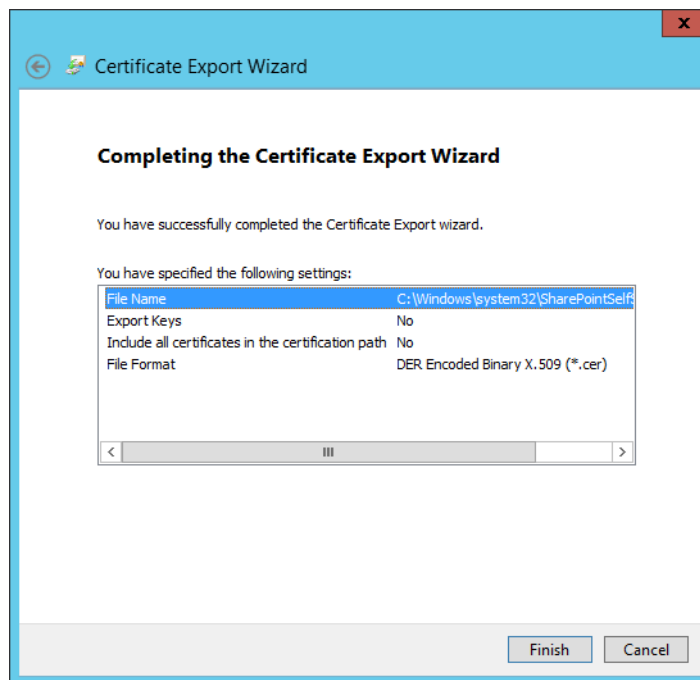 x
Certificate Export Wizard
Completing the Certificate Export Wizard
You have successfully completed the Certificate Export wizard.
You have specified the following settings:
File Name C:\Windows\system32\SharePointSelfS
Export Keys No
Include all certificates in the certification path No
File Format DER Encoded Binary X.509 (*.cer)
Finish Cancel